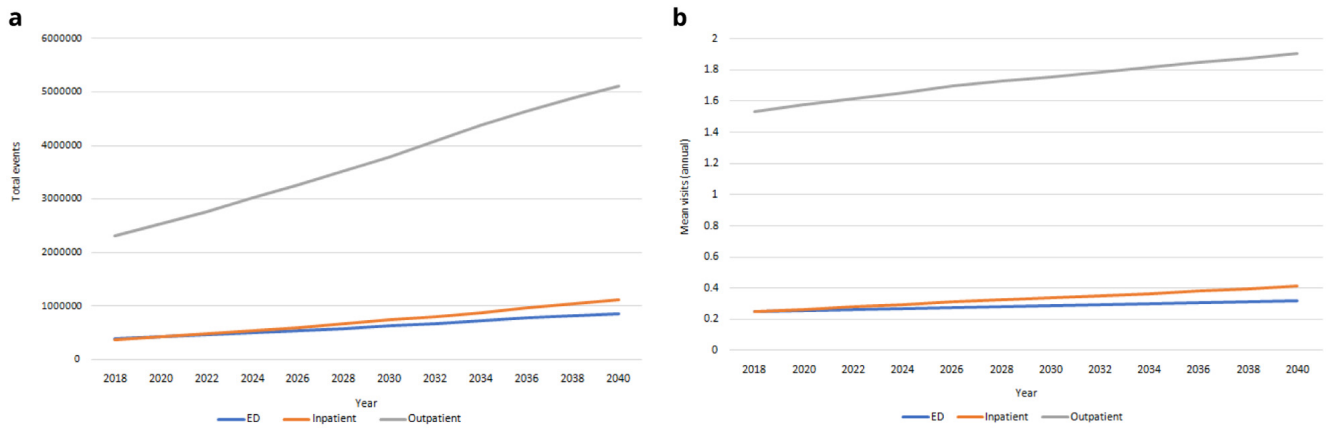 a
6000000
5000000
4000000
3000000
2000000
1000000
0
Total events
2018 2020 2022 2024 2026 2028 2030 2032 2034 2036 2038 2040
Year
ED Inpatient Outpatient
b
2
1.8
1.6
1.4
1.2
1
0.8
0.6
0.4
0.2
0
Mean visits (annual)
2018 2020 2022 2024 2026 2028 2030 2032 2034 2036 2038 2040
Year
ED Inpatient Outpatient